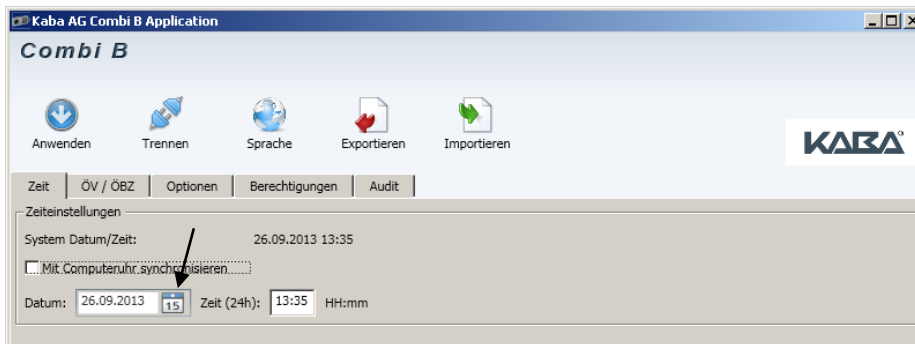 Kaba AG Combi B Application
Combi B
Anwenden Trennen Sprache Exportieren Importieren
KABA®
Zeit ÖV / ÖBZ Optionen Berechtigungen Audit
Zeiteinstellungen
System Datum/Zeit: 26.09.2013 13:35
Mit Computeruhr synchronisieren
Datum: 26.09.2013 15 Zeit (24h): 13:35 HH:mm